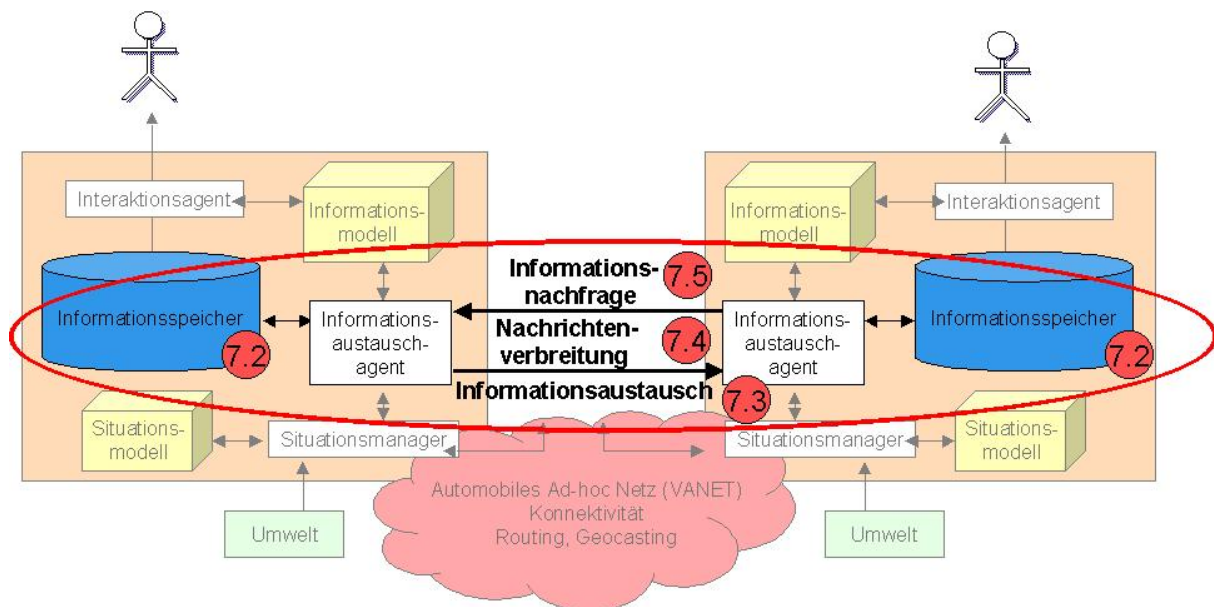 Interaktionsagent
Informations-
modell
Informations-
modell
Interaktionsagent
Informationsspeicher
7.2
Informations-
austausch-
agent
Informations-
nachfrage
7.5
Nachrichten-
verbreitung
7.4
Informationsaustausch
7.3
Informations-
austausch-
agent
Informationsspeicher
7.2
Situations-
modell
Situationsmanager
Situationsmanager
Situations-
modell
Automobiles Ad-hoc Netz (VANET)
Konnektivität
Routing, Geocasting
Umwelt
Umwelt